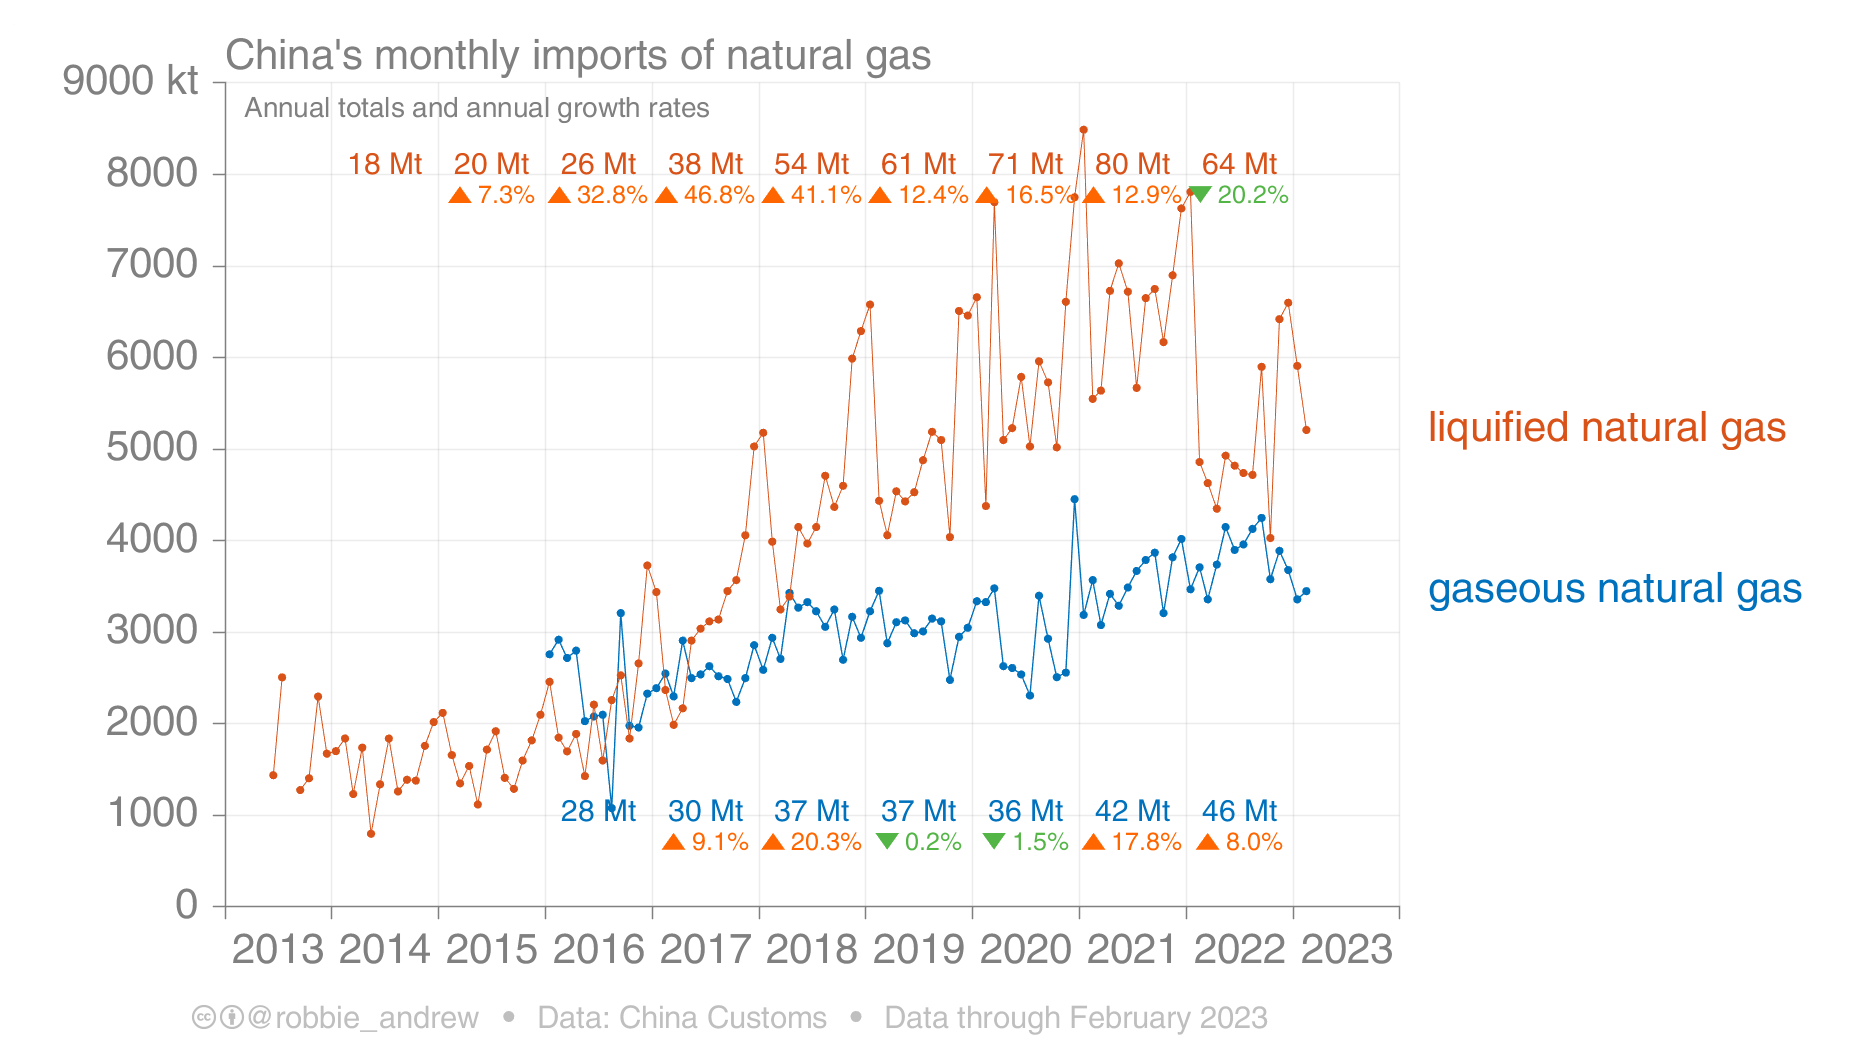 China's monthly imports of natural gas
9000 kt
Annual totals and annual growth rates
18 Mt 20 Mt 26 Mt 38 Mt 54 Mt 61 Mt 71 Mt 80 Mt 64 Mt
8000
▲ 7.3% ▲ 32.8% ▲ 46.8% ▲ 41.1% ▲ 12.4% ▲ 16.5% ▲ 12.9% ▼ 20.2%
7000
6000
5000
liquified natural gas
4000
gaseous natural gas
3000
2000
1000
28 Mt 30 Mt 37 Mt 37 Mt 36 Mt 42 Mt 46 Mt
▲ 9.1% ▲ 20.3% ▼ 0.2% ▼ 1.5% ▲ 17.8% ▲ 8.0%
0
2013 2014 2015 2016 2017 2018 2019 2020 2021 2022 2023
cc @robbie_andrew • Data: China Customs • Data through February 2023